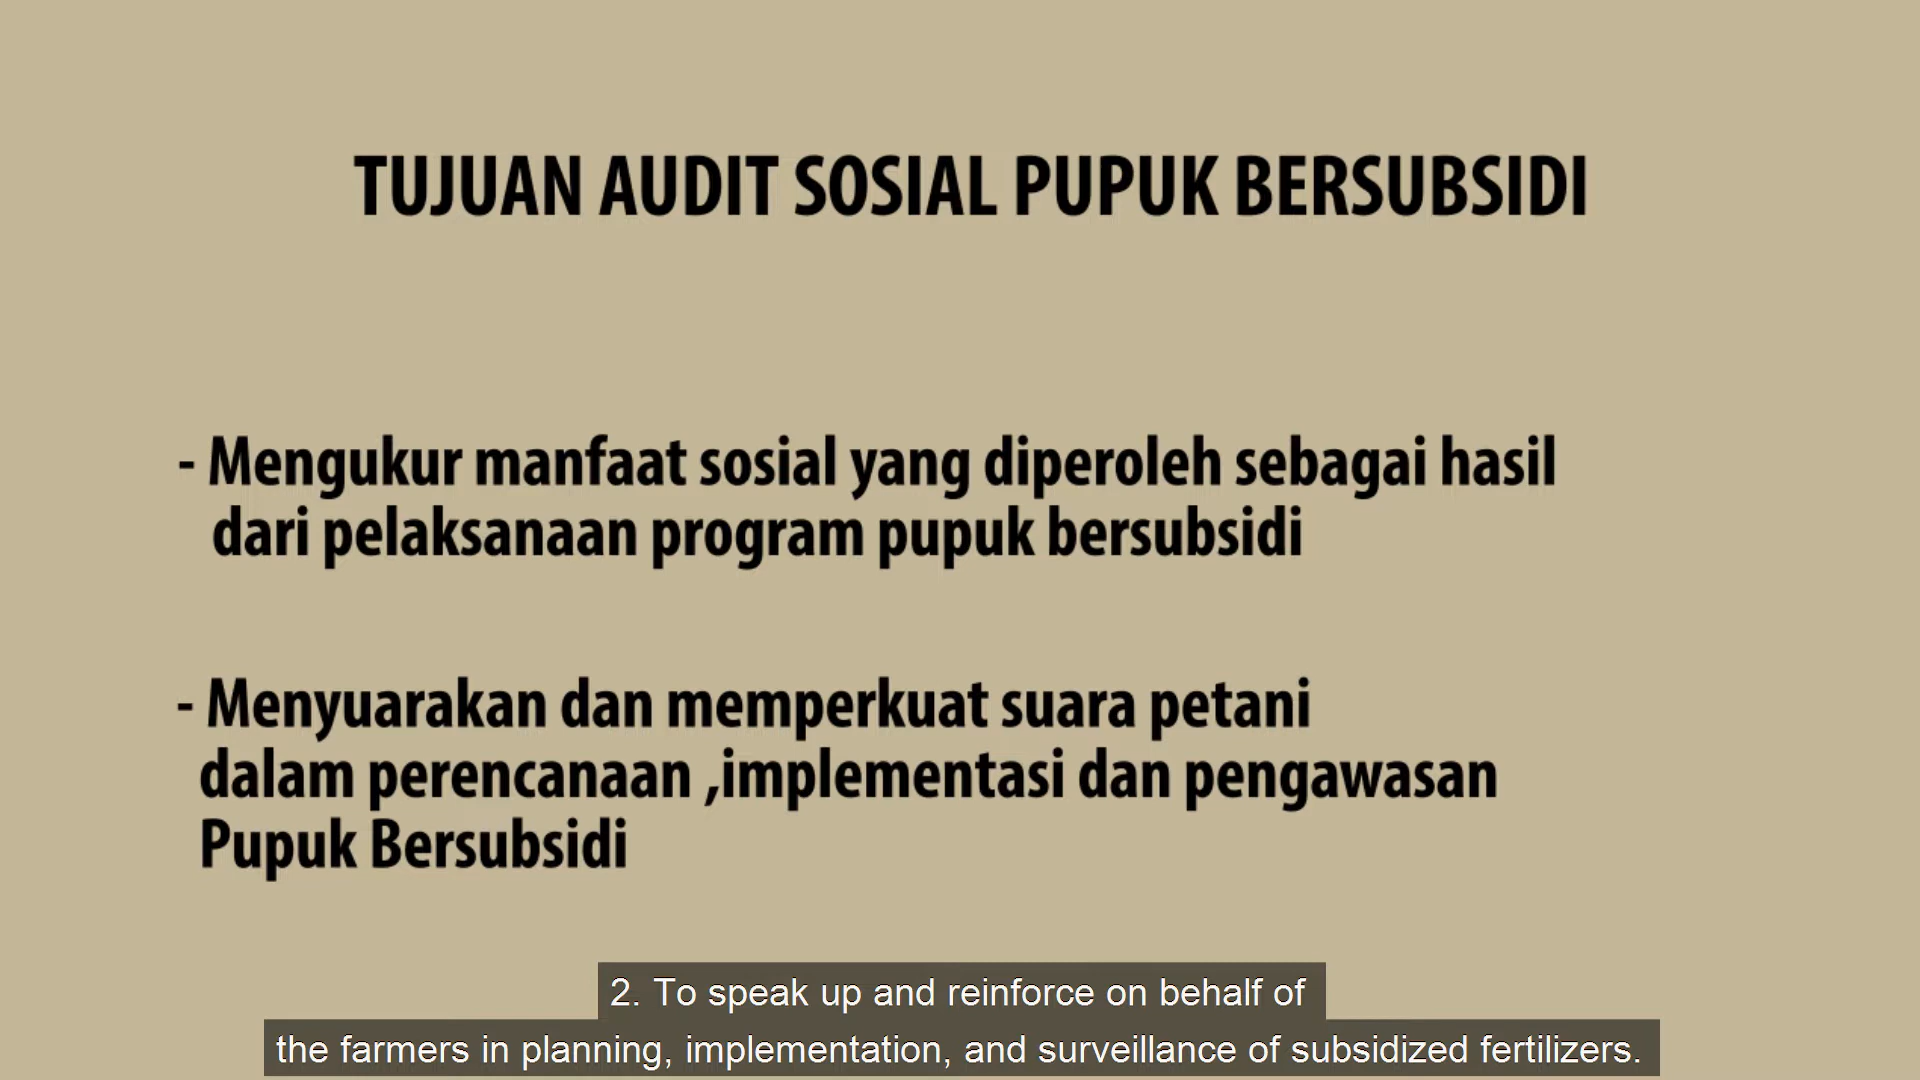 TUJUAN AUDIT SOSIAL PUPUK BERSUBSIDI
- Mengukur manfaat sosial yang diperoleh sebagai hasil
dari pelaksanaan program pupuk bersubsidi
- Menyuarakan dan memperkuat suara petani
dalam perencanaan ,implementasi dan pengawasan
Pupuk Bersubsidi
2. To speak up and reinforce on behalf of
the farmers in planning, implementation, and surveillance of subsidized fertilizers.